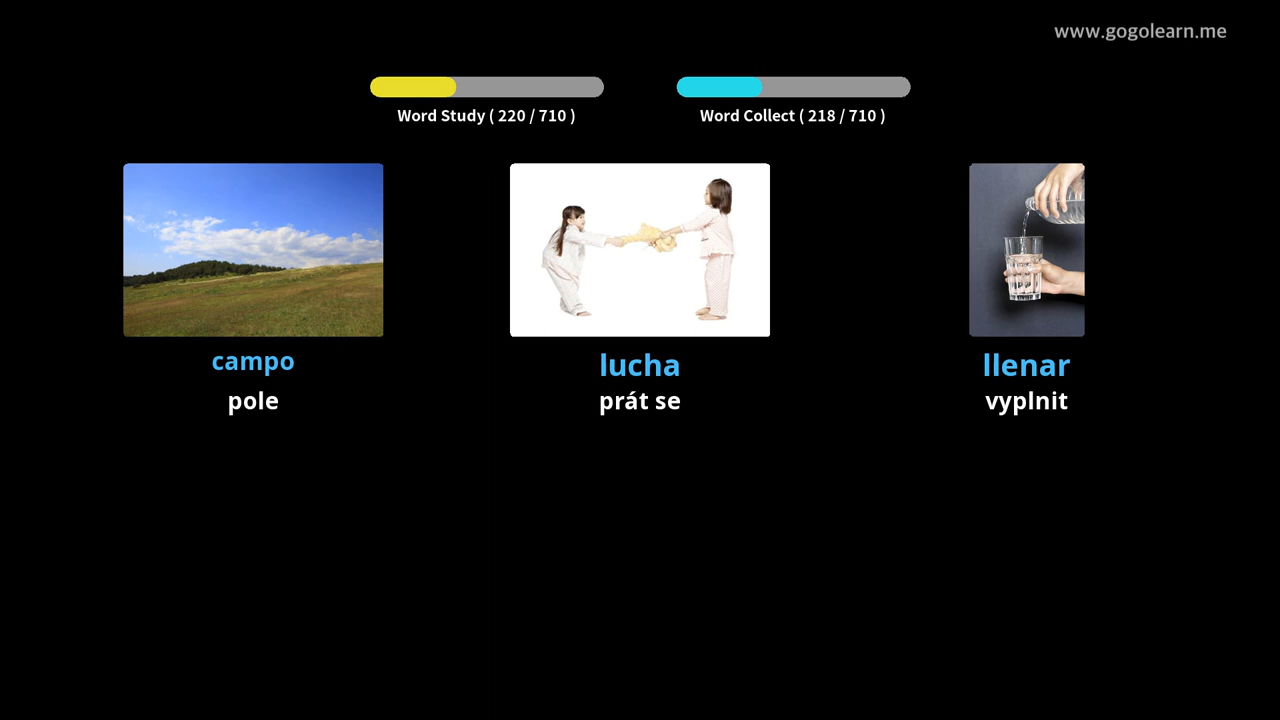 www.gogolearn.me
Word Study ( 220 / 710 )
Word Collect ( 218 / 710 )
campo
pole
lucha
prát se
llenar
vyplnit